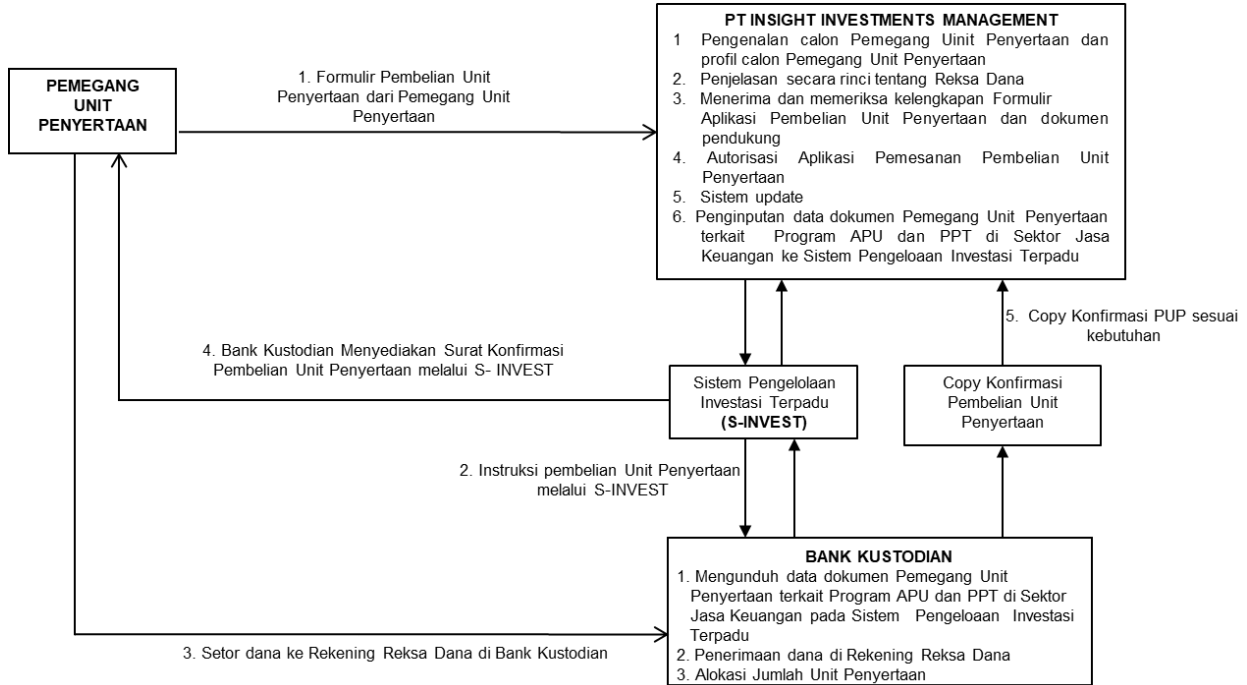 PEMEGANG
UNIT
PENYERTAAN
1. Formulir Pembelian Unit
Penyertaan dari Pemegang Unit
Penyertaan
PT INSIGHT INVESTMENTS MANAGEMENT
1 Pengenalan calon Pemegang Uinit Penyertaan dan
profil calon Pemegang Unit Penyertaan
2. Penjelasan secara rinci tentang Reksa Dana
3. Menerima dan memeriksa kelengkapan Formulir
Aplikasi Pembelian Unit Penyertaan dan dokumen
pendukung
4. Autorisasi Aplikasi Pemesanan Pembelian Unit
Penyertaan
5. Sistem update
6. Penginputan data dokumen Pemegang Unit Penyertaan
terkait Program APU dan PPT di Sektor Jasa
Keuangan ke Sistem Pengeloaan Investasi Terpadu
5. Copy Konfirmasi PUP sesuai
kebutuhan
4. Bank Kustodian Menyediakan Surat Konfirmasi
Pembelian Unit Penyertaan melalui S- INVEST
Sistem Pengelolaan
Investasi Terpadu
(S-INVEST)
Copy Konfirmasi
Pembelian Unit
Penyertaan
2. Instruksi pembelian Unit Penyertaan
melalui S-INVEST
BANK KUSTODIAN
1. Mengunduh data dokumen Pemegang Unit
Penyertaan terkait Program APU dan PPT di Sektor
Jasa Keuangan pada Sistem Pengeloaan Investasi
Terpadu
2. Penerimaan dana di Rekening Reksa Dana
3. Alokasi Jumlah Unit Penyertaan
3. Setor dana ke Rekening Reksa Dana di Bank Kustodian